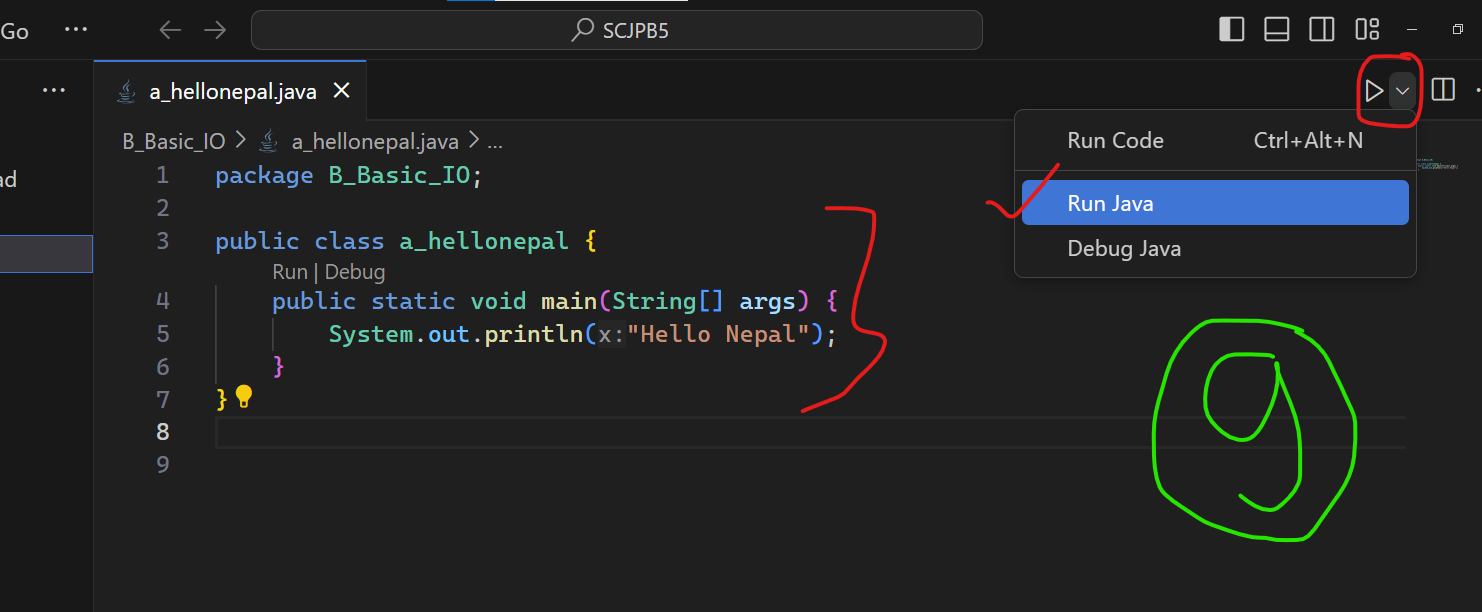 Go ... SCJPB5
ad ... a_hellonepal.java
B_Basic_IO > a_hellonepal.java > ...
Run Code Ctrl+Alt+N
Run Java
Debug Java
1 package B_Basic_IO;
2
3 public class a_hellonepal {
Run | Debug
4 public static void main(String[] args) {
5 System.out.println(x:"Hello Nepal");
6 }
7 }
8
9
9